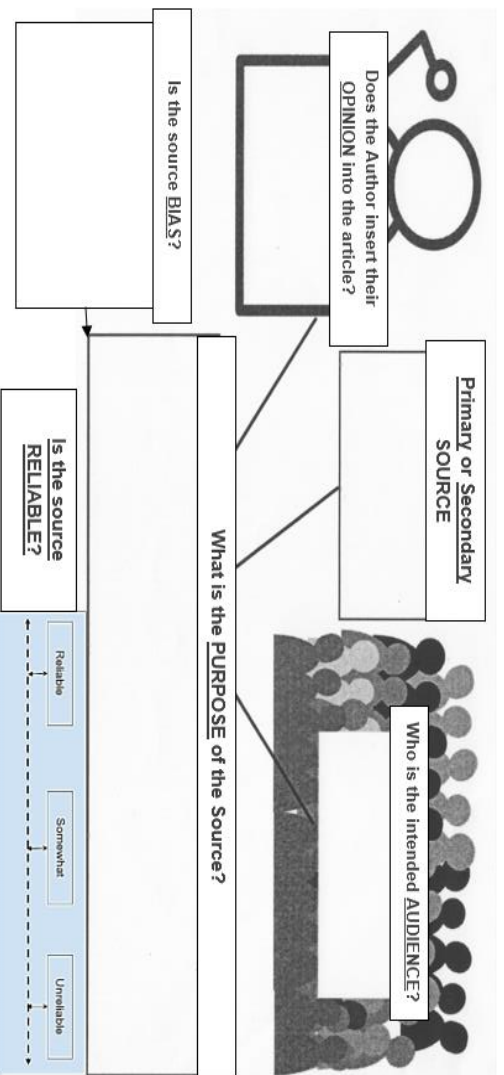 Does the Author insert their
OPINION into the article?
Primary or Secondary
SOURCE
Who is the intended AUDIENCE?
What is the PURPOSE of the Source?
Is the source BIAS?
Is the source
RELIABLE?
Reliable
Somewhat
Unreliable